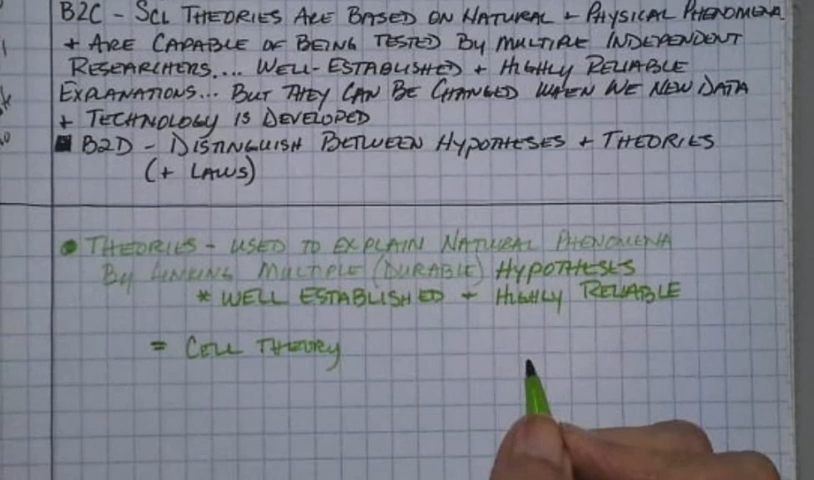 B2C - SCI THEORIES ARE BASED ON NATURAL + PHYSICAL PHENOMENA
+ ARE CAPABLE OF BEING TESTED BY MULTIPLE INDEPENDENT
RESEARCHERS.... WELL-ESTABLISHED + HIGHLY RELIABLE
EXPLANATIONS... BUT THEY CAN BE CHANGED WHEN WE NEW DATA
+ TECHNOLOGY IS DEVELOPED
■ B2D - DISTINGUISH BETWEEN HYPOTHESES + THEORIES
(+ LAWS)
• THEORIES - USED TO EXPLAIN NATURAL PHENOMENA
BY LINKING MULTIPLE (DURABLE) HYPOTHESES
* WELL ESTABLISHED + HIGHLY RELIABLE
= CELL THEORY